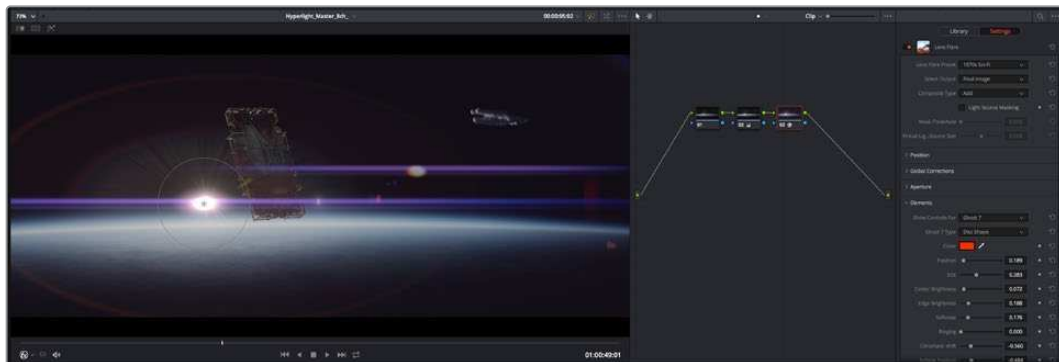 73%
Hyperlight_Master_8ch_
00:00:05:02
Clip
Library
Settings
Lens Flare
Lens Flare Preset
1970s Sci-Fi
Select Output
Final Image
Composite Type
Add
Light Source Masking
Position
Global Corrections
Aperture
Elements
Show Controls For
Ghost 7
Ghost 7 Type
Disc Shape
Color
Position
0.189
Size
0.283
Center Brightness
0.072
Edge Brightness
0.188
Softness
0.176
Ringing
0.000
Chromatic Shift
-0.360
01:00:49:01